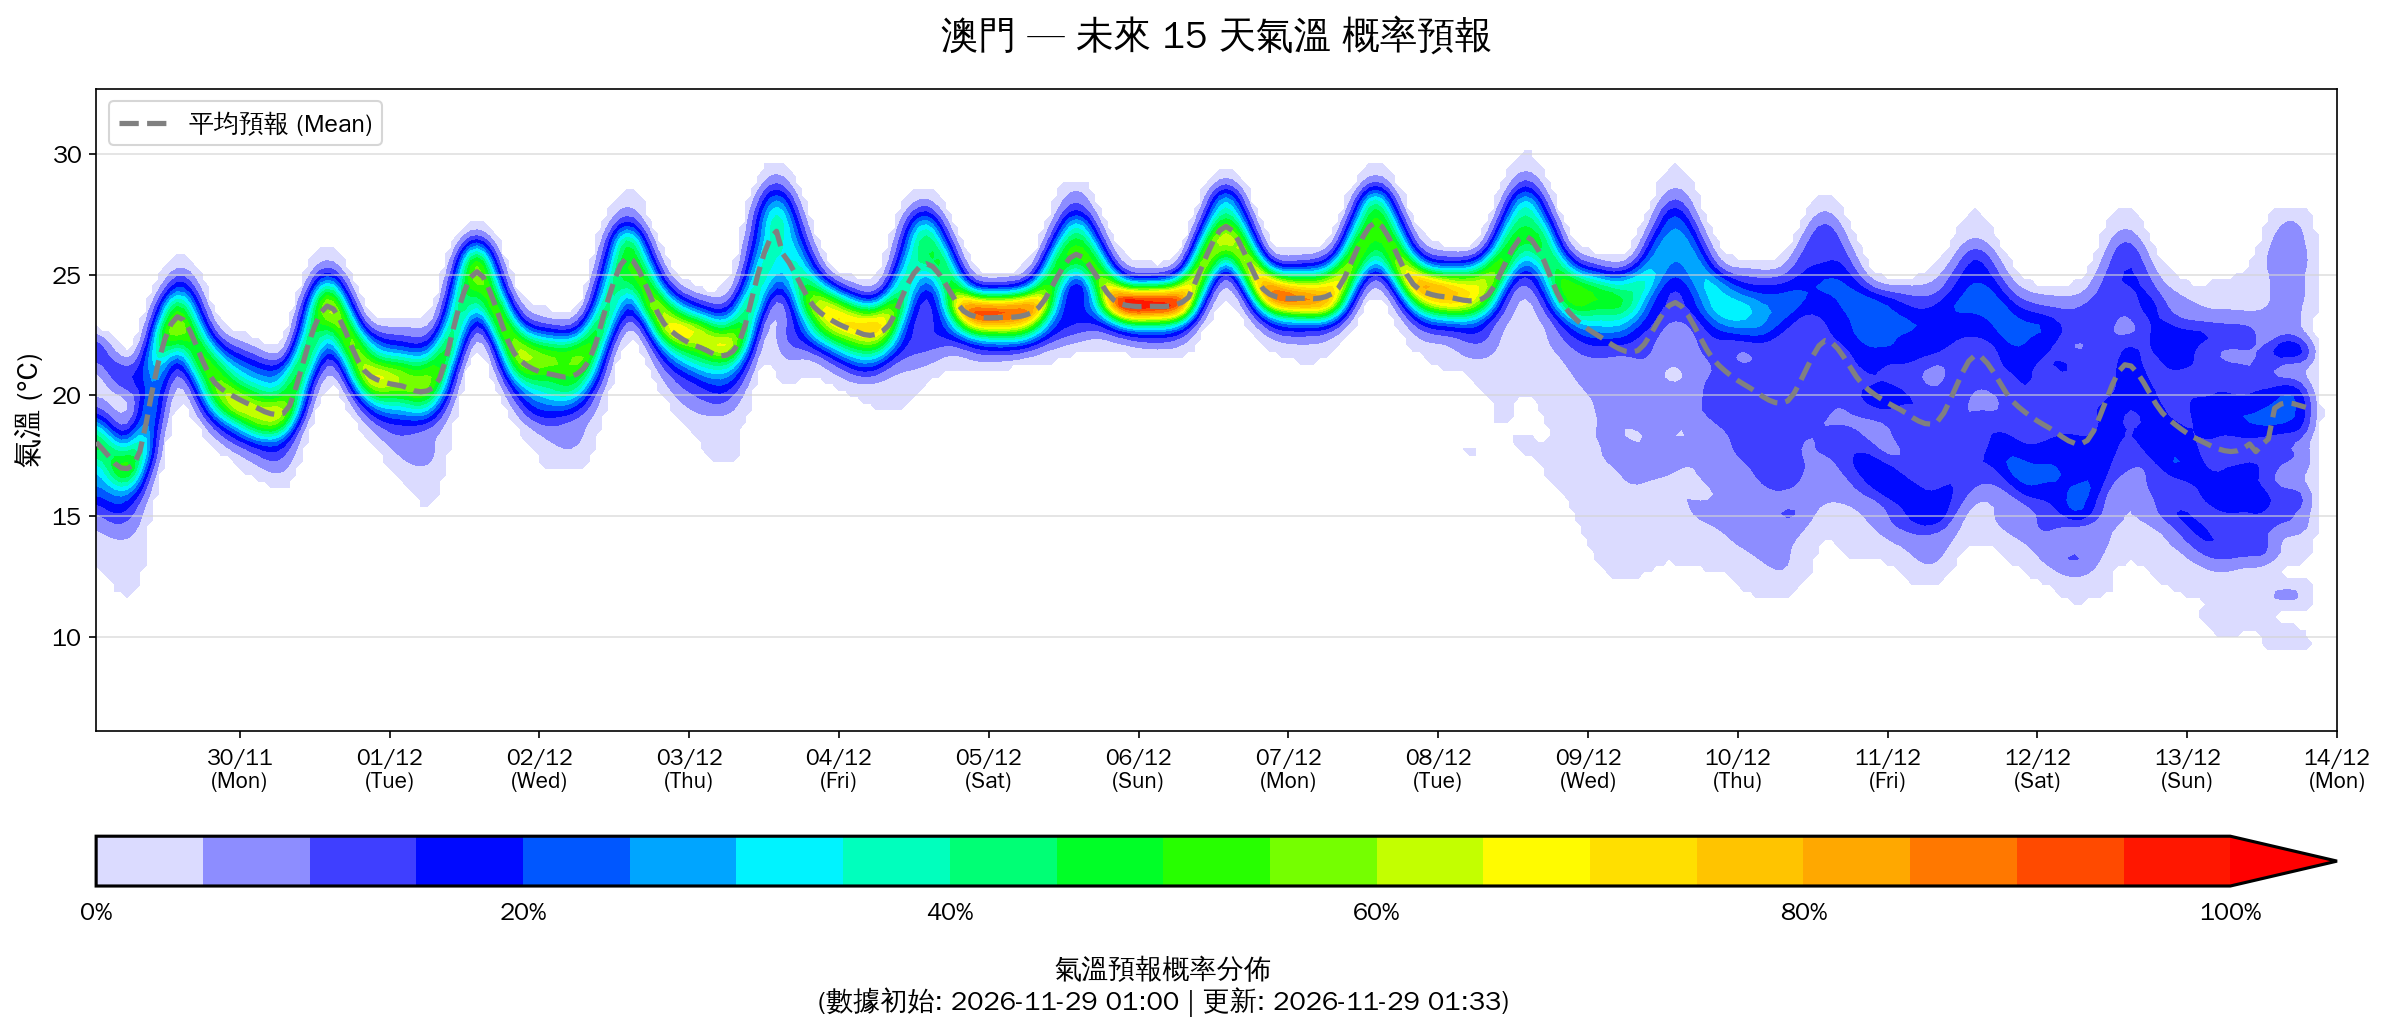 澳門 — 未來 15 天氣溫 概率預報
平均預報 (Mean)
氣溫 (°C)
30
25
20
15
10
30/11 01/12 02/12 03/12 04/12 05/12 06/12 07/12 08/12 09/12 10/12 11/12 12/12 13/12 14/12
(Mon) (Tue) (Wed) (Thu) (Fri) (Sat) (Sun) (Mon) (Tue) (Wed) (Thu) (Fri) (Sat) (Sun) (Mon)
0% 20% 40% 60% 80% 100%
氣溫預報概率分佈
(數據初始: 2026-11-29 01:00 | 更新: 2026-11-29 01:33)